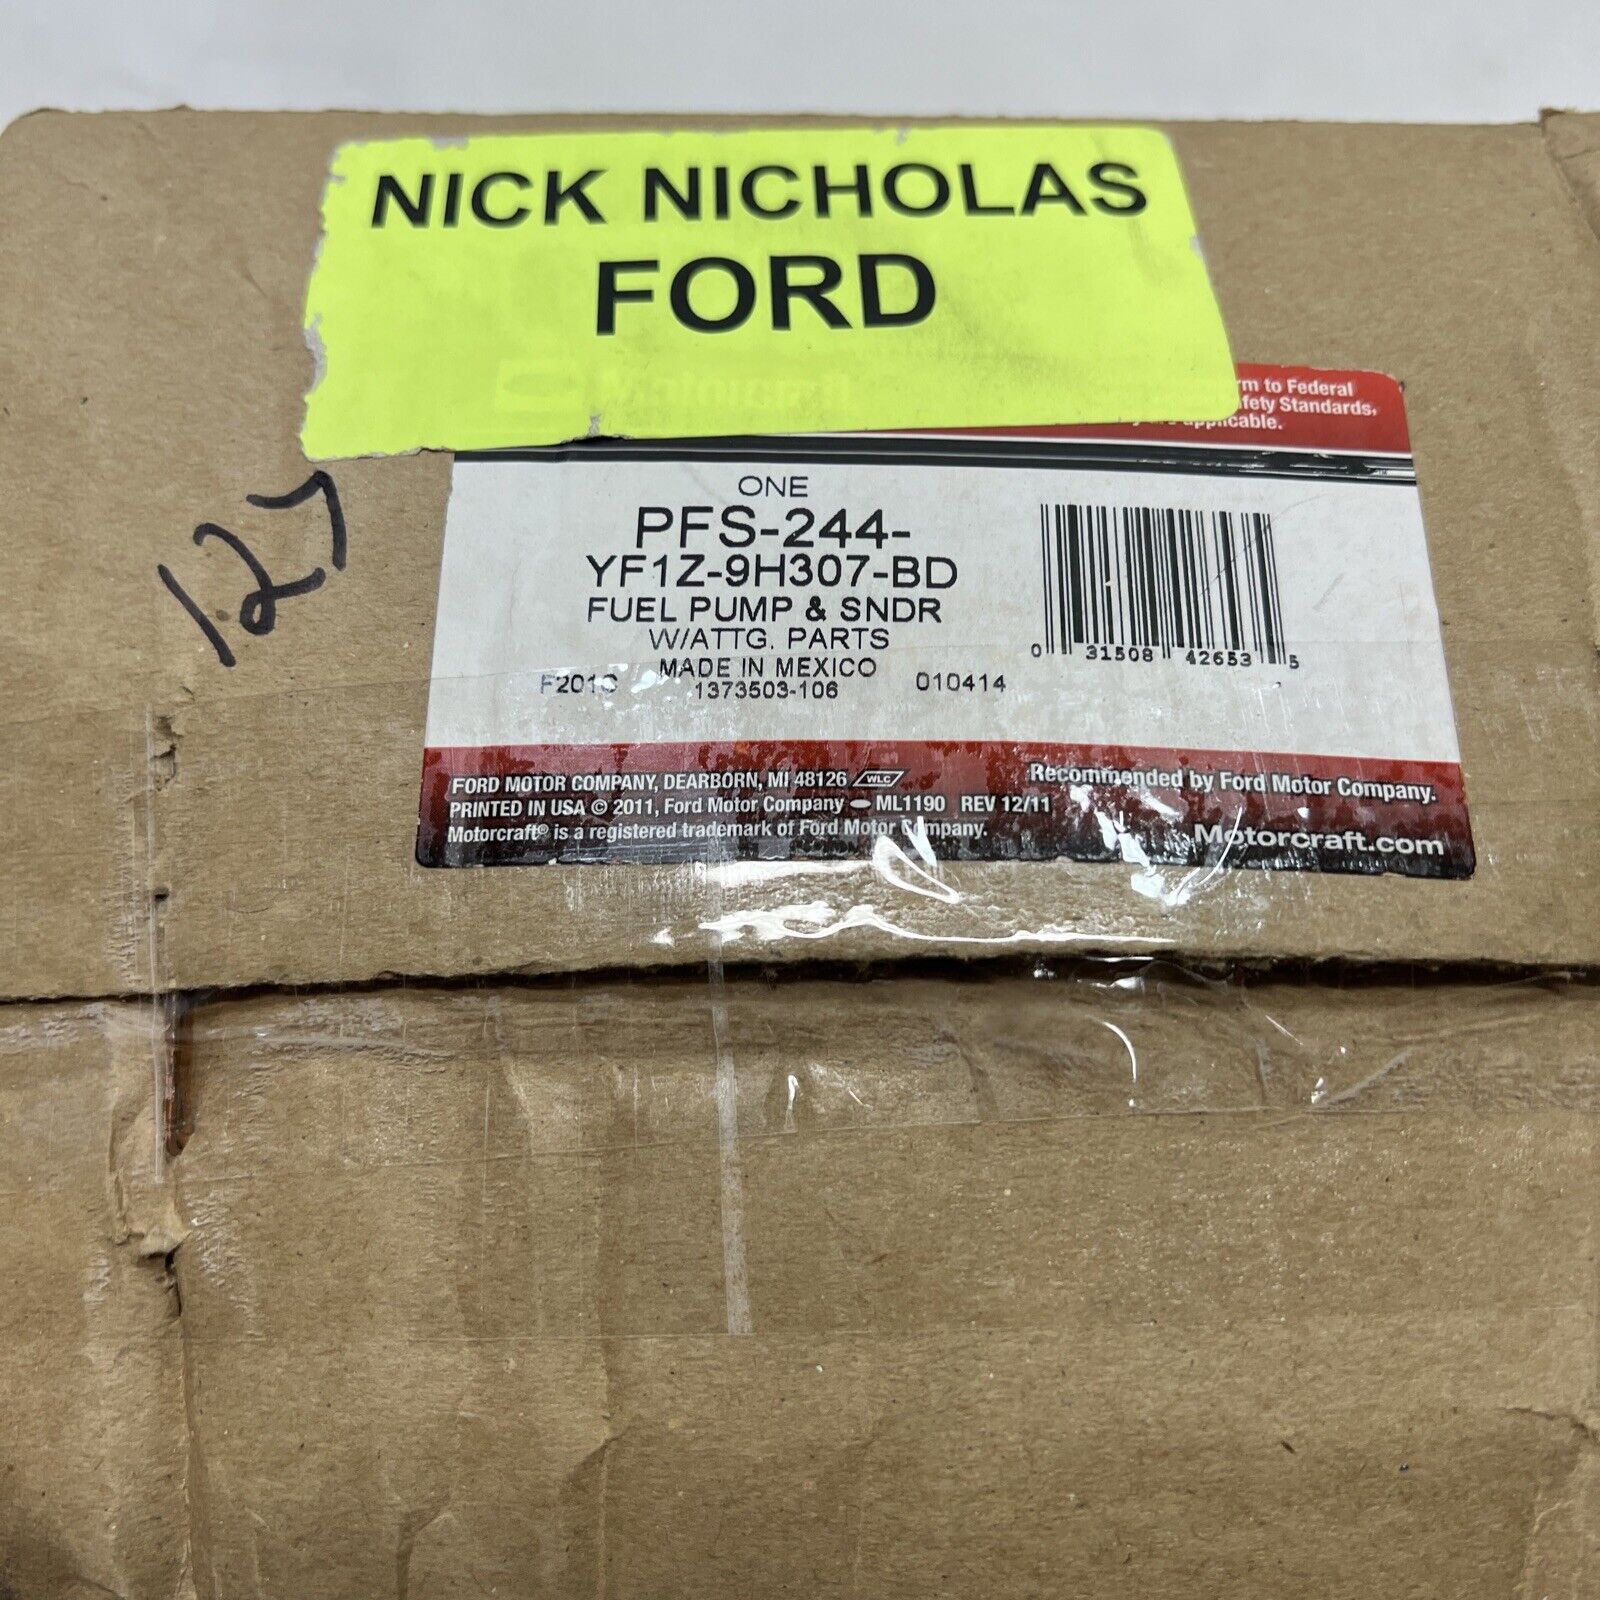 NICK NICHOLAS
FORD
Motorcraft
rm to Federal
afety Standards,
applicable.
127
ONE
PFS-244-
YF1Z-9H307-BD
FUEL PUMP & SNDR
W/ATTG. PARTS
MADE IN MEXICO
F201C 1373503-106 010414
0 31508 42653 5
FORD MOTOR COMPANY, DEARBORN, MI 48126 WLC
PRINTED IN USA © 2011, Ford Motor Company ML1190 REV 12/11
Motorcraft® is a registered trademark of Ford Motor Company.
Recommended by Ford Motor Company.
Motorcraft.com